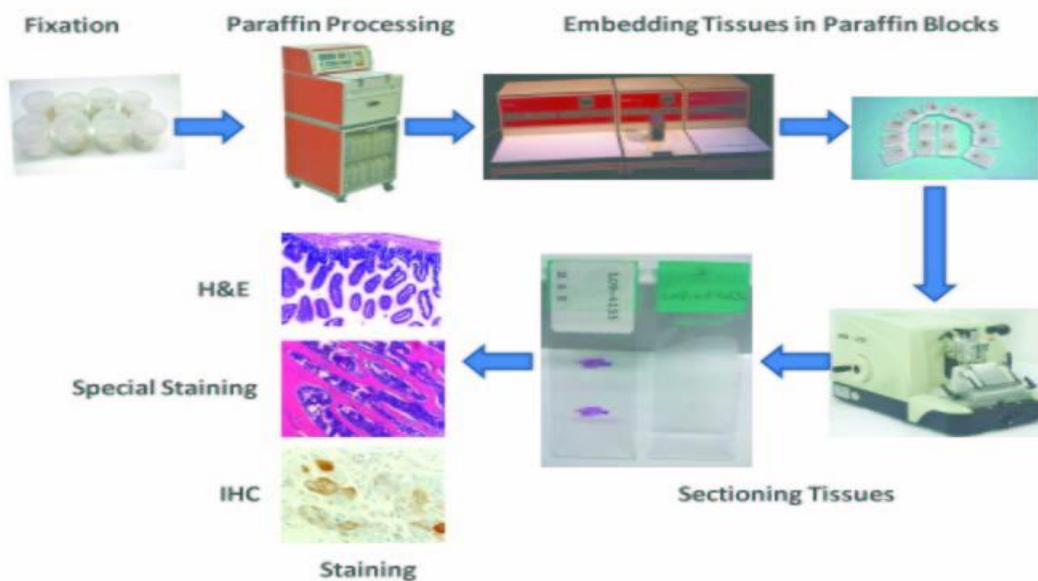 Fixation
Paraffin Processing
Embedding Tissues in Paraffin Blocks
H&E
Special Staining
IHC
Sectioning Tissues
Staining